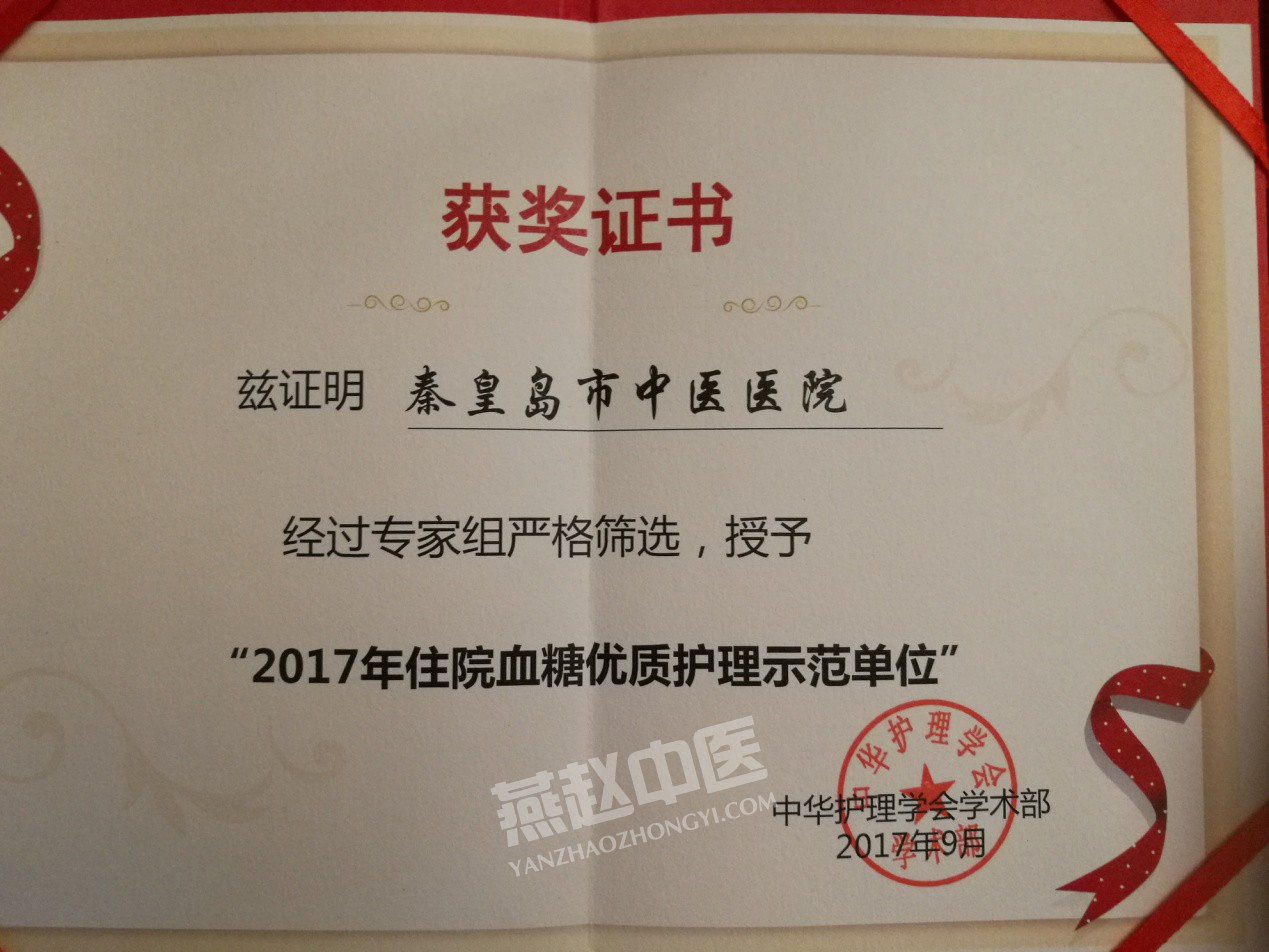 获奖证书
兹证明 秦皇岛市中医医院
经过专家组严格筛选，授予
“2017年住院血糖优质护理示范单位”
中华护理学会学术部
2017年9月
中华护理学会
学术部
燕赵中医
YANZHAOZHONGYI.COM